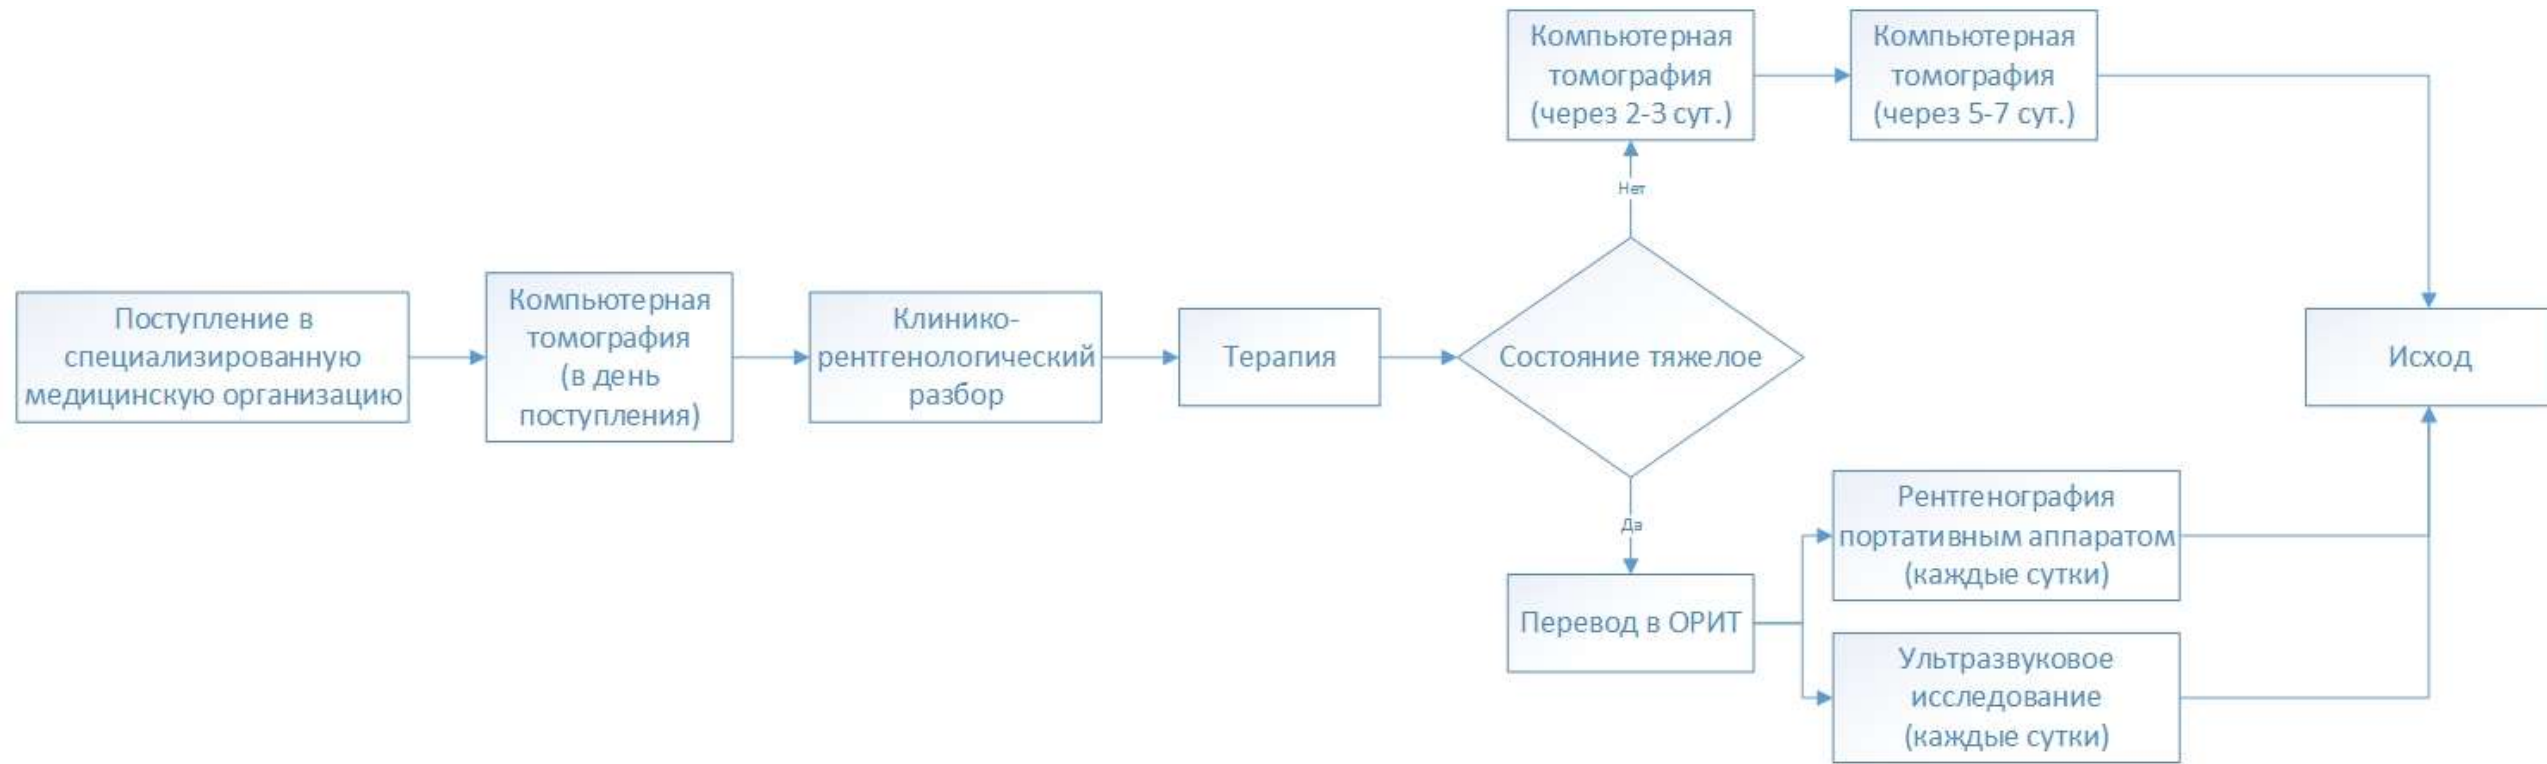 Поступление в
специализированную
медицинскую организацию
Компьютерная
томография
(в день
поступления)
Клинико-
рентгенологический
разбор
Терапия
Состояние тяжелое
Нет
Компьютерная
томография
(через 2-3 сут.)
Компьютерная
томография
(через 5-7 сут.)
Да
Перевод в ОРИТ
Рентгенография
портативным аппаратом
(каждые сутки)
Ультразвуковое
исследование
(каждые сутки)
Исход